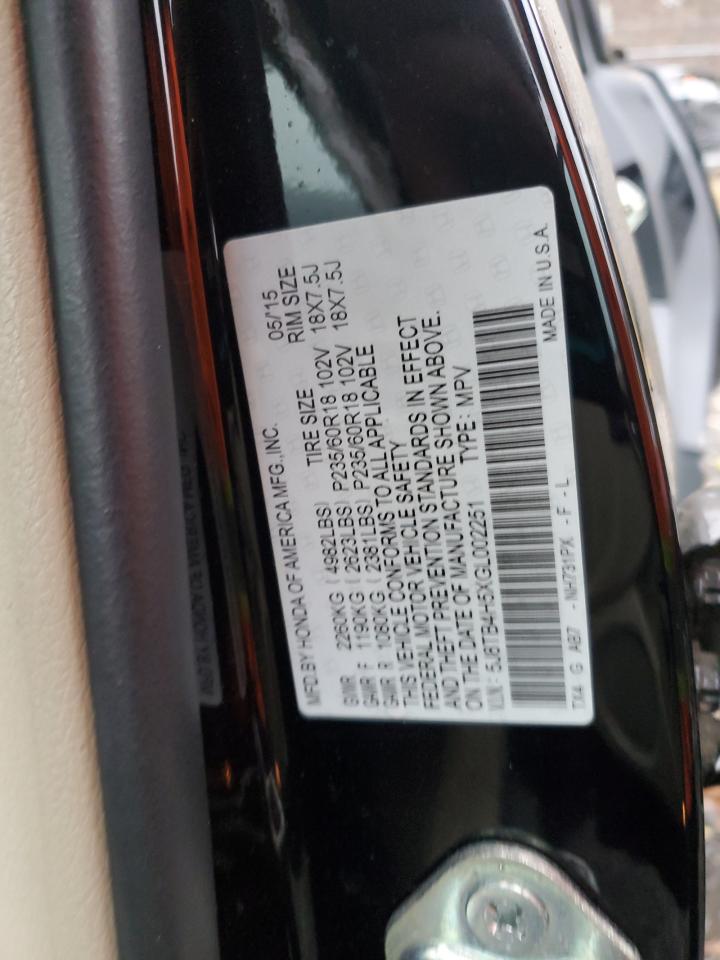 MFD.BY HONDA OF AMERICA MFG.,INC. 05/'15
GVWR 2260KG ( 4982LBS) TIRE SIZE RIM SIZE
GAWR F 1190KG ( 2623LBS) P235/60R18 102V 18X7.5J
GAWR R 1080KG ( 2381LBS) P235/60R18 102V 18X7.5J
THIS VEHICLE CONFORMS TO ALL APPLICABLE
FEDERAL MOTOR VEHICLE SAFETY
AND THEFT PREVENTION STANDARDS IN EFFECT
ON THE DATE OF MANUFACTURE SHOWN ABOVE.
V.I.N.: 5J8TB4H3XGL002251 TYPE: MPV
TX4 G AB7 - NH731PX - F - L MADE IN U.S.A.